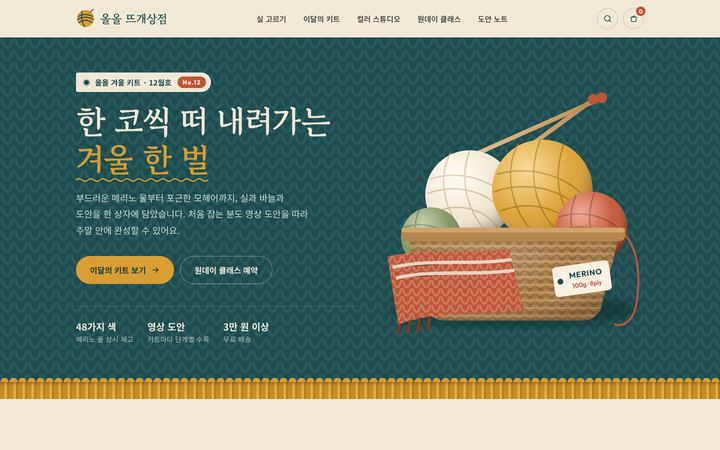 올올 뜨개상점
실 고르기
이달의 키트
컬러 스튜디오
원데이 클래스
도안 노트
0
올올 겨울 키트 · 12월호
No.12
한 코씩 떠 내려가는
겨울 한 벌
부드러운 메리노 울부터 포근한 모헤어까지, 실과 바늘과
도안을 한 상자에 담았습니다. 처음 잡는 분도 영상 도안을 따라
주말 안에 완성할 수 있어요.
이달의 키트 보기 →
원데이 클래스 예약
48가지 색
메리노 울 상시 재고
영상 도안
키트마다 단계별 수록
3만 원 이상
무료 배송
MERINO
100g·8ply